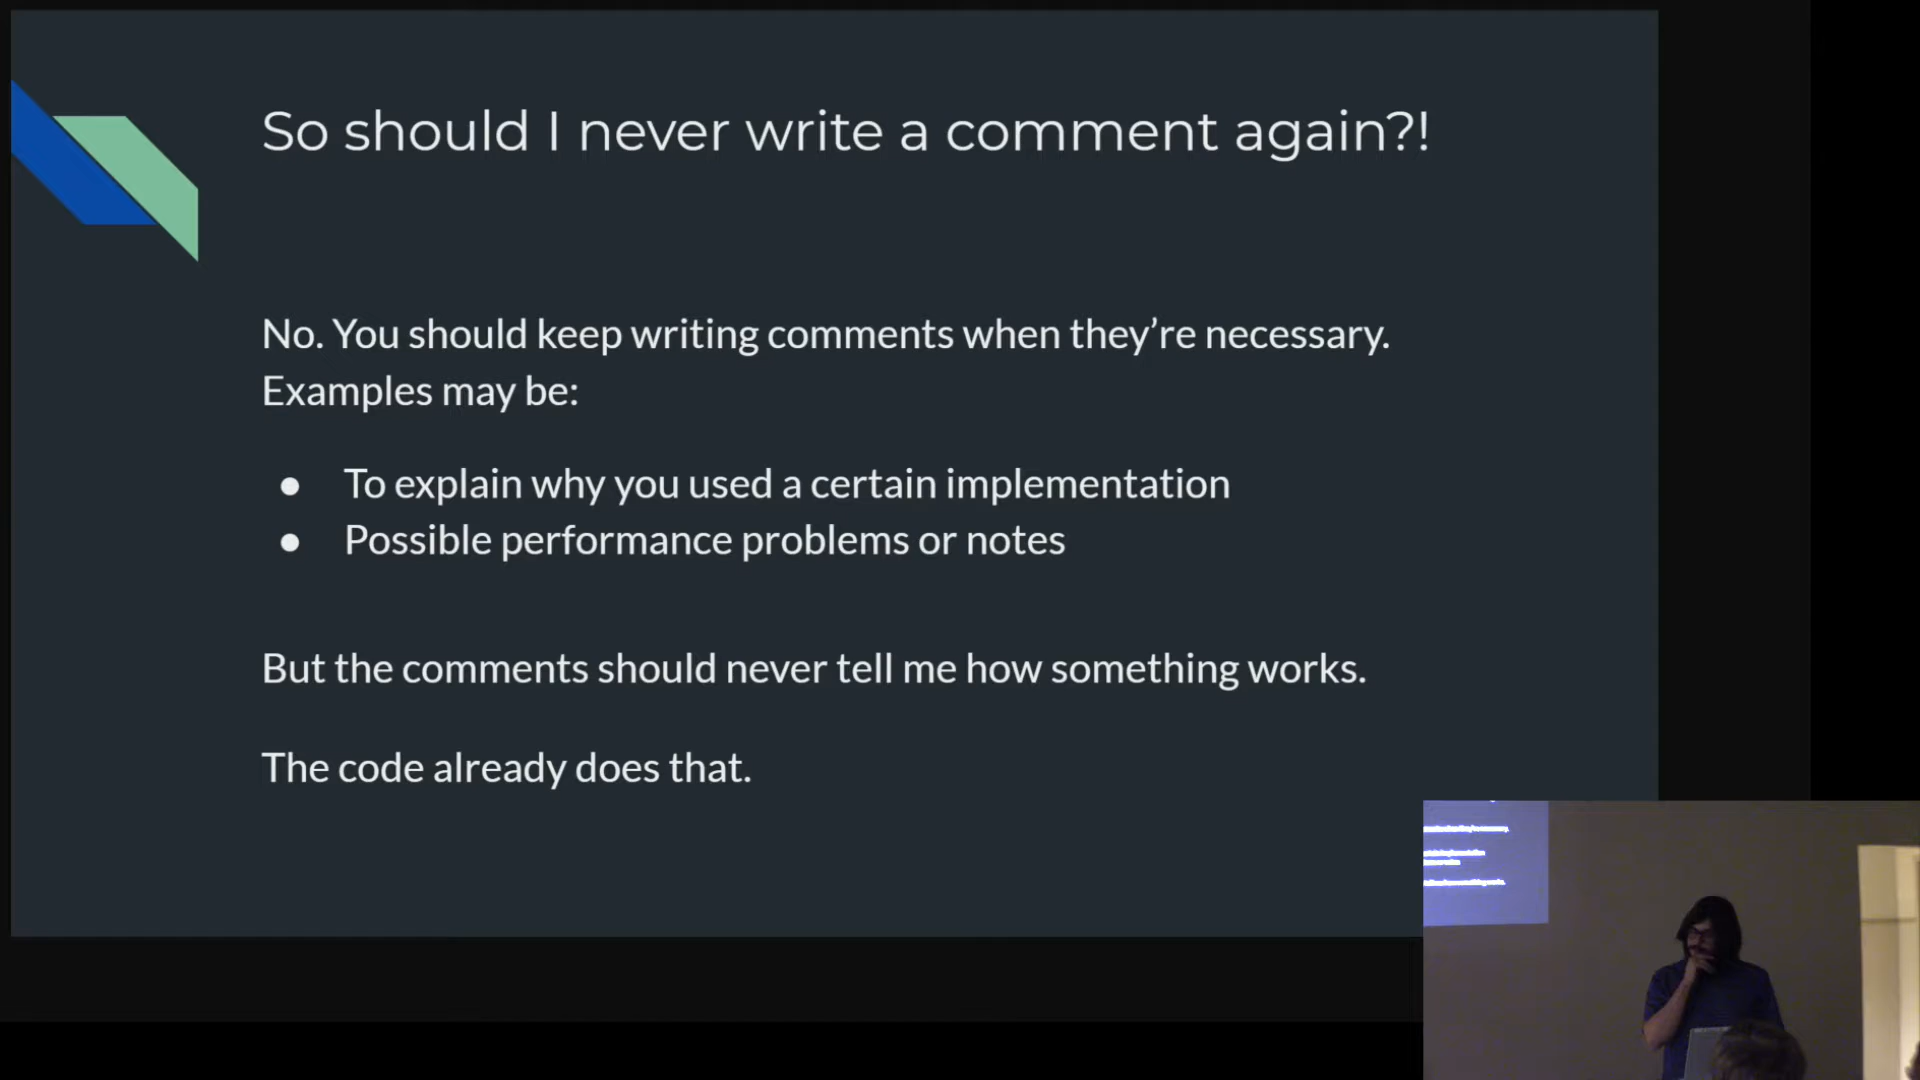 So should I never write a comment again?!
No. You should keep writing comments when they’re necessary.
Examples may be:
● To explain why you used a certain implementation
● Possible performance problems or notes
But the comments should never tell me how something works.
The code already does that.